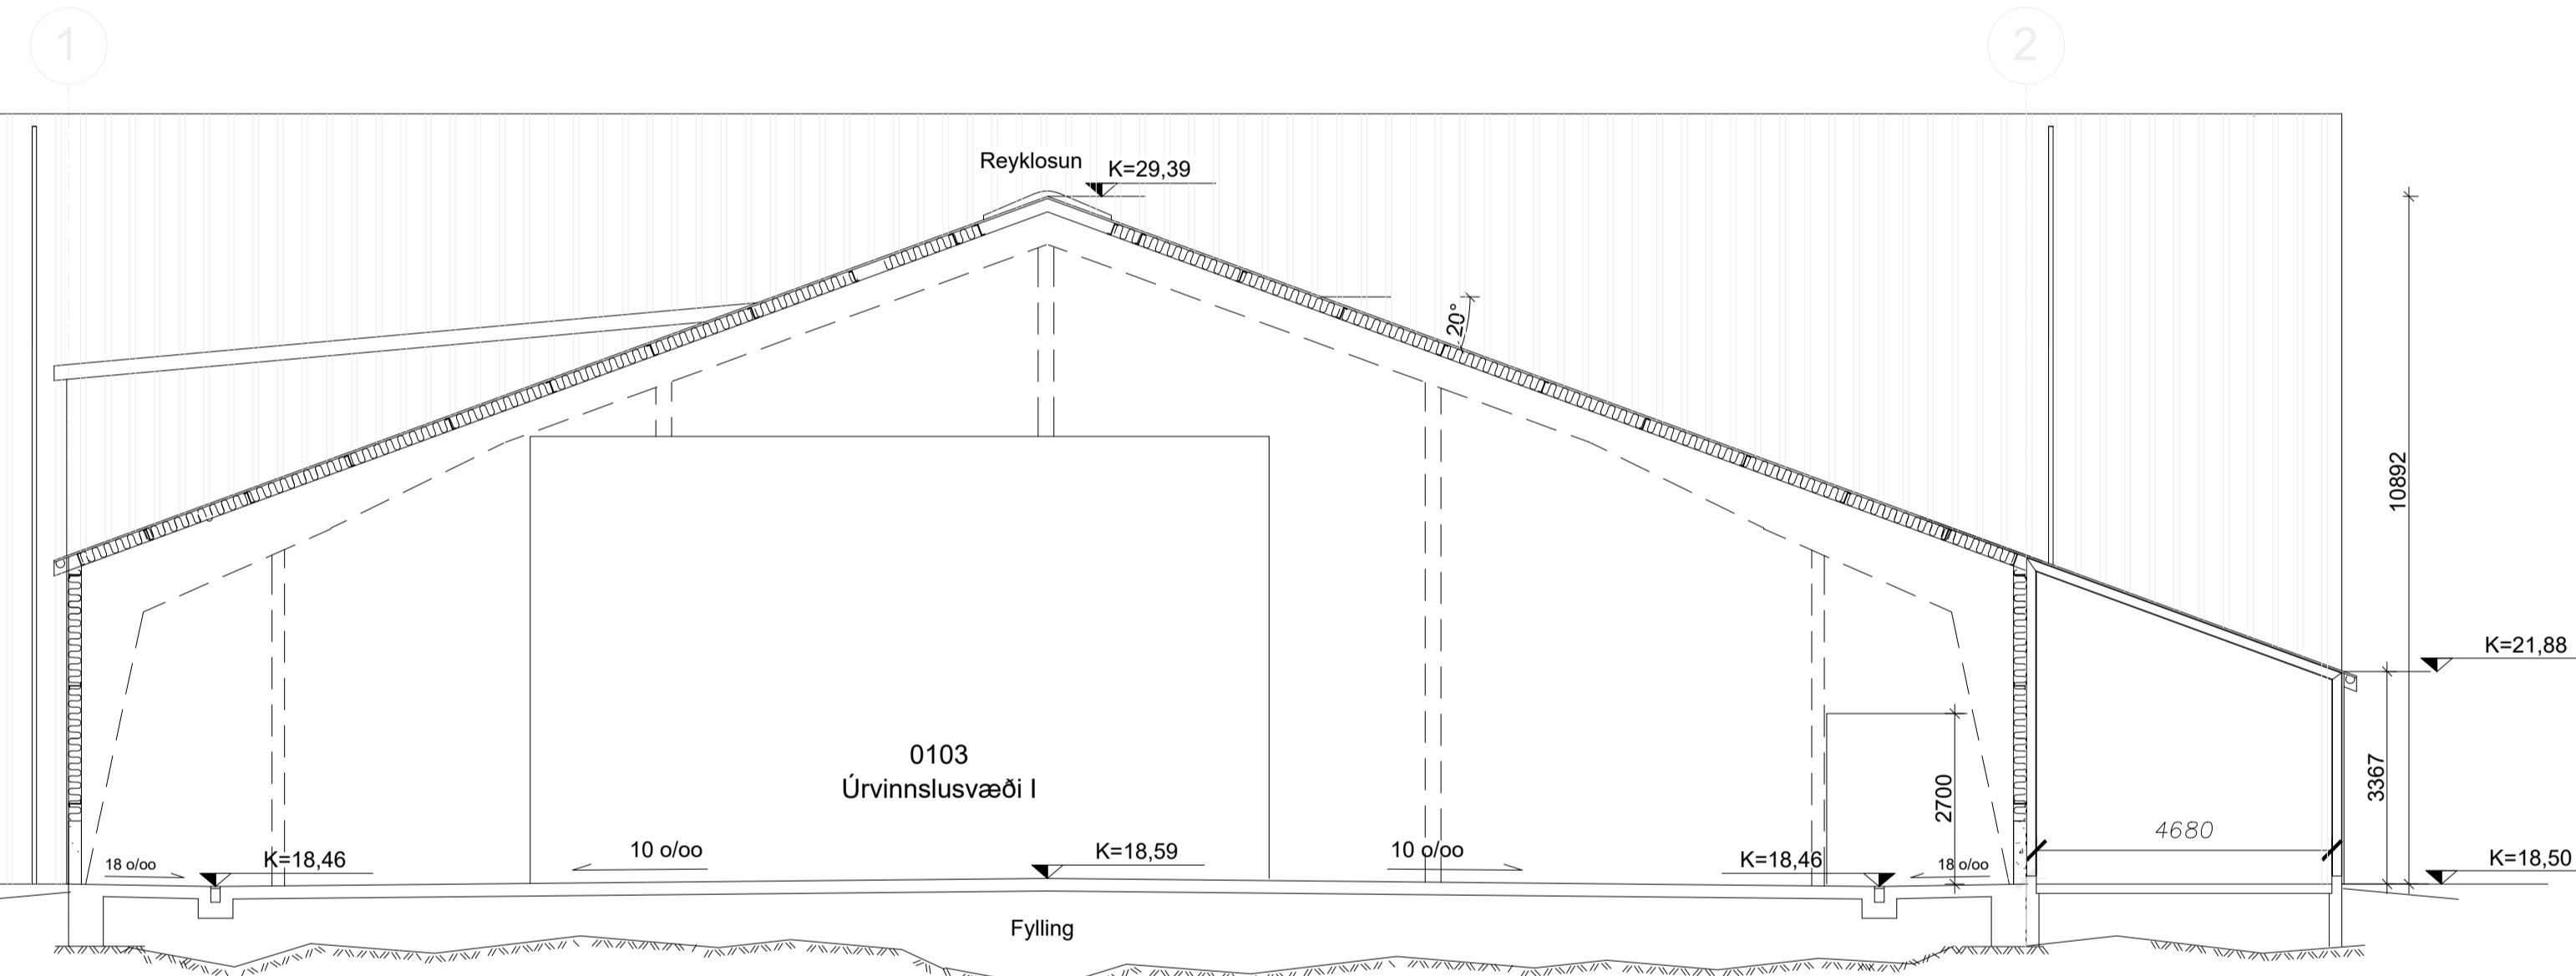 1
2
Reyklosun
K=29,39
20°
10892
K=21,88
3367
2700
4680
0103
Úrvinnslusvæði I
18 o/oo
K=18,46
10 o/oo
K=18,59
10 o/oo
K=18,46
18 o/oo
K=18,50
Fylling